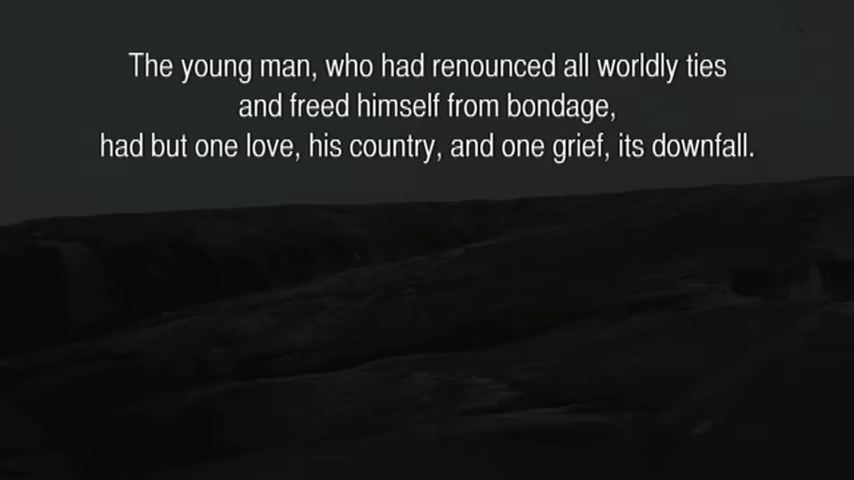 The young man, who had renounced all worldly ties
and freed himself from bondage,
had but one love, his country, and one grief, its downfall.